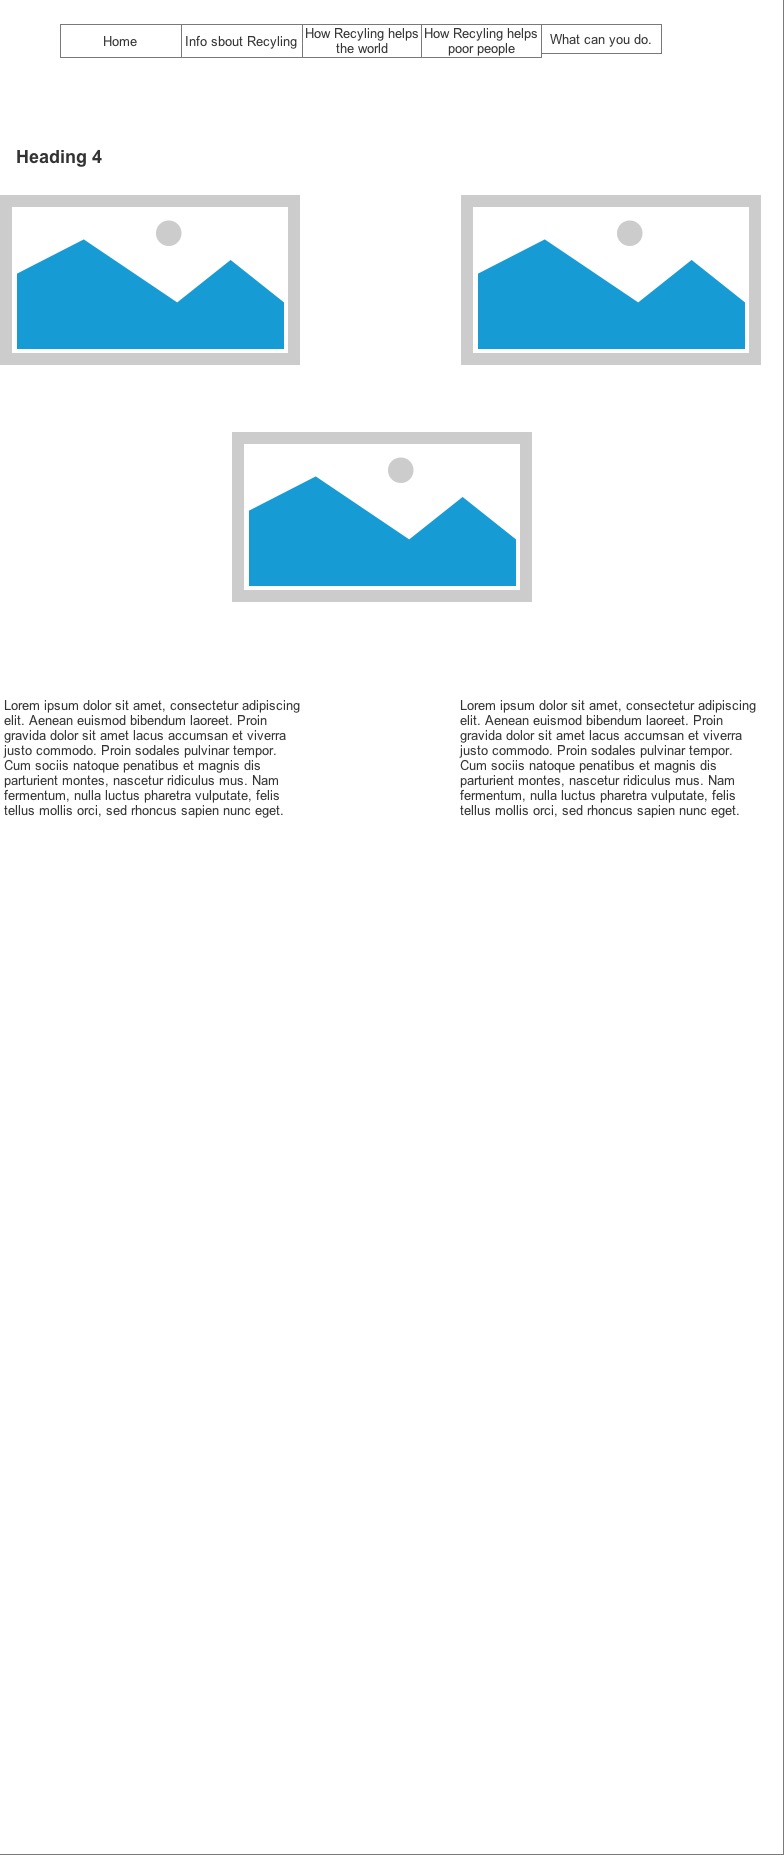 Home
Info sbout Recyling
How Recyling helps
the world
How Recyling helps
poor people
What can you do.
Heading 4
Lorem ipsum dolor sit amet, consectetur adipiscing
elit. Aenean euismod bibendum laoreet. Proin
gravida dolor sit amet lacus accumsan et viverra
justo commodo. Proin sodales pulvinar tempor.
Cum sociis natoque penatibus et magnis dis
parturient montes, nascetur ridiculus mus. Nam
fermentum, nulla luctus pharetra vulputate, felis
tellus mollis orci, sed rhoncus sapien nunc eget.
Lorem ipsum dolor sit amet, consectetur adipiscing
elit. Aenean euismod bibendum laoreet. Proin
gravida dolor sit amet lacus accumsan et viverra
justo commodo. Proin sodales pulvinar tempor.
Cum sociis natoque penatibus et magnis dis
parturient montes, nascetur ridiculus mus. Nam
fermentum, nulla luctus pharetra vulputate, felis
tellus mollis orci, sed rhoncus sapien nunc eget.